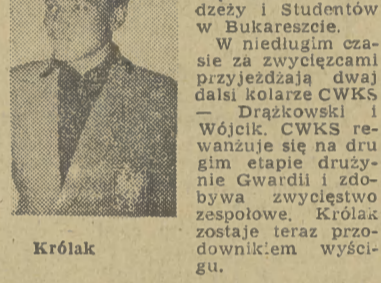 dzeży i Studentów
w Bukareszcie.
W niedługim cza-
sie za zwycięzcami
przyjeżdżają dwaj
dalsi kolarze CWKS
— Drążkowski i
Wójcik. CWKS re-
wanżuje się na dru
gim etapie druży-
nie Gwardii i zdo-
bywa zwycięstwo
zespołowe. Królak
zostaje teraz przo-
downikiem wyści-
gu.
Królak